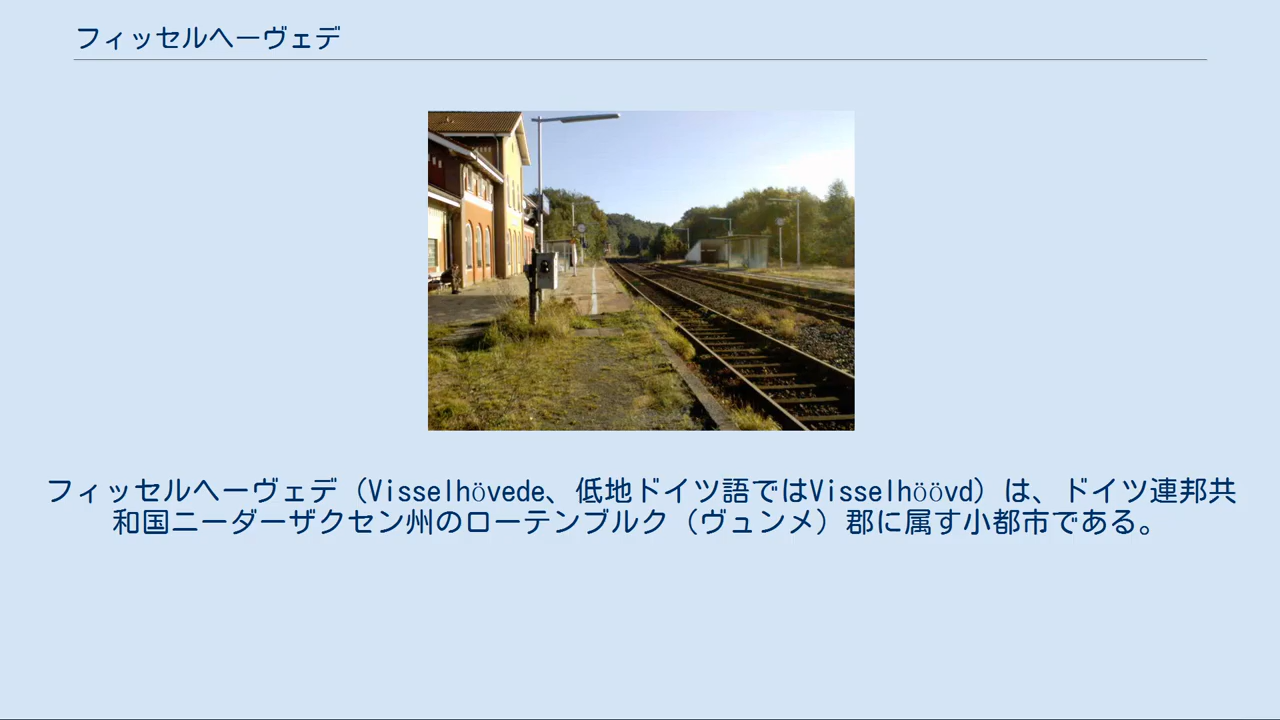 フィッセルヘーヴェデ
フィッセルヘーヴェデ（Visselhövede、低地ドイツ語ではVisselhöövd）は、ドイツ連邦共
和国ニーダーザクセン州のローテンブルク（ヴュンメ）郡に属す小都市である。